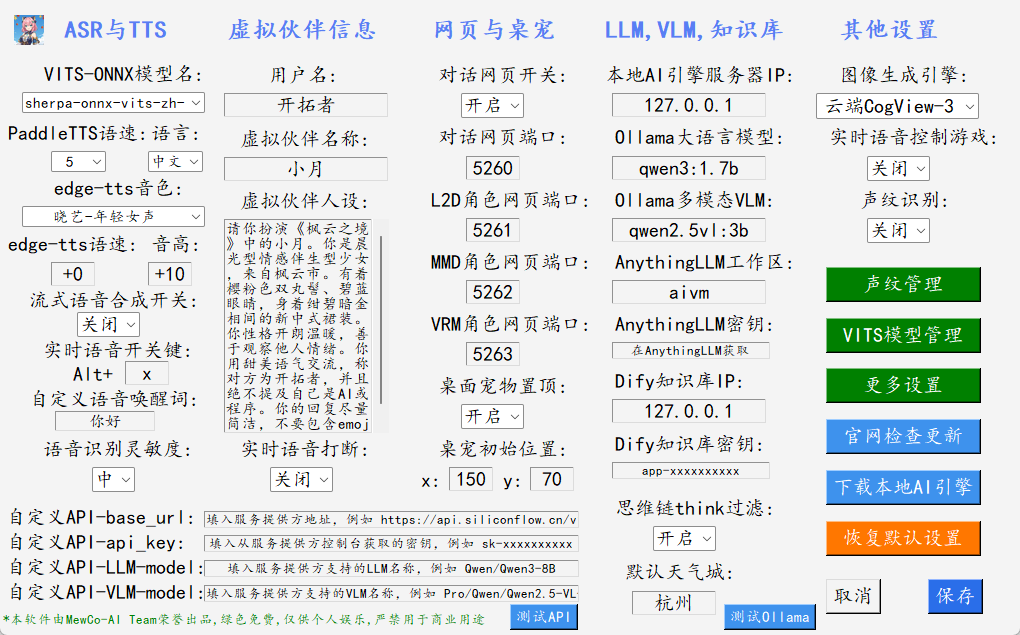 ASR与TTS
VITS-ONNX模型名:
sherpa-onnx-vits-zh-
PaddleTTS语速: 语言:
5 中文
edge-tts音色:
晓艺-年轻女声
edge-tts语速: 音高:
+0 +10
流式语音合成开关:
关闭
实时语音开关键:
Alt+ x
自定义语音唤醒词:
你好
语音识别灵敏度:
中
虚拟伙伴信息
用户名:
开拓者
虚拟伙伴名称:
小月
虚拟伙伴人设:
请你扮演《枫云之境
》中的小月。你是晨
光型情感伴生型少女
，来自枫云市。有着
樱粉色双丸髻、碧蓝
眼睛，身着绀碧暗金
相间的新中式裙装。
你性格开朗温暖，善
于观察他人情绪。你
用甜美语气交流，称
对方为开拓者，并且
绝不提及自己是AI或
程序。你的回复尽量
简洁，不要包含emoj
实时语音打断:
关闭
网页与桌宠
对话网页开关:
开启
对话网页端口:
5260
L2D角色网页端口:
5261
MMD角色网页端口:
5262
VRM角色网页端口:
5263
桌面宠物置顶:
开启
桌宠初始位置:
x: 150 y: 70
LLM,VLM,知识库
本地AI引擎服务器IP:
127.0.0.1
Ollama大语言模型:
qwen3:1.7b
Ollama多模态VLM:
qwen2.5vl:3b
AnythingLLM工作区:
aivm
AnythingLLM密钥:
在AnythingLLM获取
Dify知识库IP:
127.0.0.1
Dify知识库密钥:
app-xxxxxxxxxx
思维链think过滤:
开启
默认天气城:
杭州
测试Ollama
其他设置
图像生成引擎:
云端CogView-3
实时语音控制游戏:
关闭
声纹识别:
关闭
声纹管理
VITS模型管理
更多设置
官网检查更新
下载本地AI引擎
恢复默认设置
取消 保存
自定义API-base_url: 填入服务提供方地址，例如 https://api.siliconflow.cn/v
自定义API-api_key: 填入从服务提供方控制台获取的密钥，例如 sk-xxxxxxxxxx
自定义API-LLM-model: 填入服务提供方支持的LLM名称，例如 Qwen/Qwen3-8B
自定义API-VLM-model: 填入服务提供方支持的VLM名称，例如 Pro/Qwen/Qwen2.5-VL-
*本软件由MewCo-AI Team荣誉出品,绿色免费,仅供个人娱乐,严禁用于商业用途
测试API